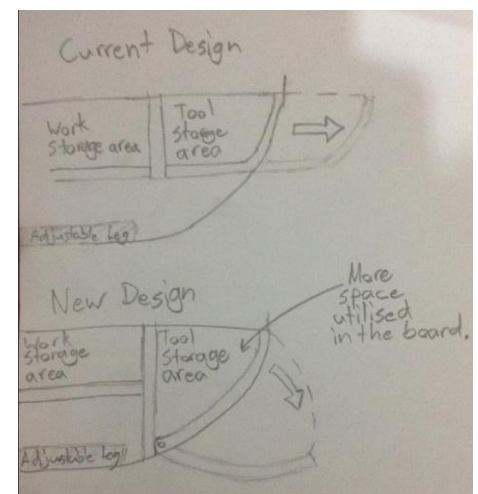 Current Design
Work
Storage area
Tool
storage
area
Adjustable Leg
New Design
More
space
utilised
in the board.
Work
Storage
area
Tool
Storage
area
Adjustable leg